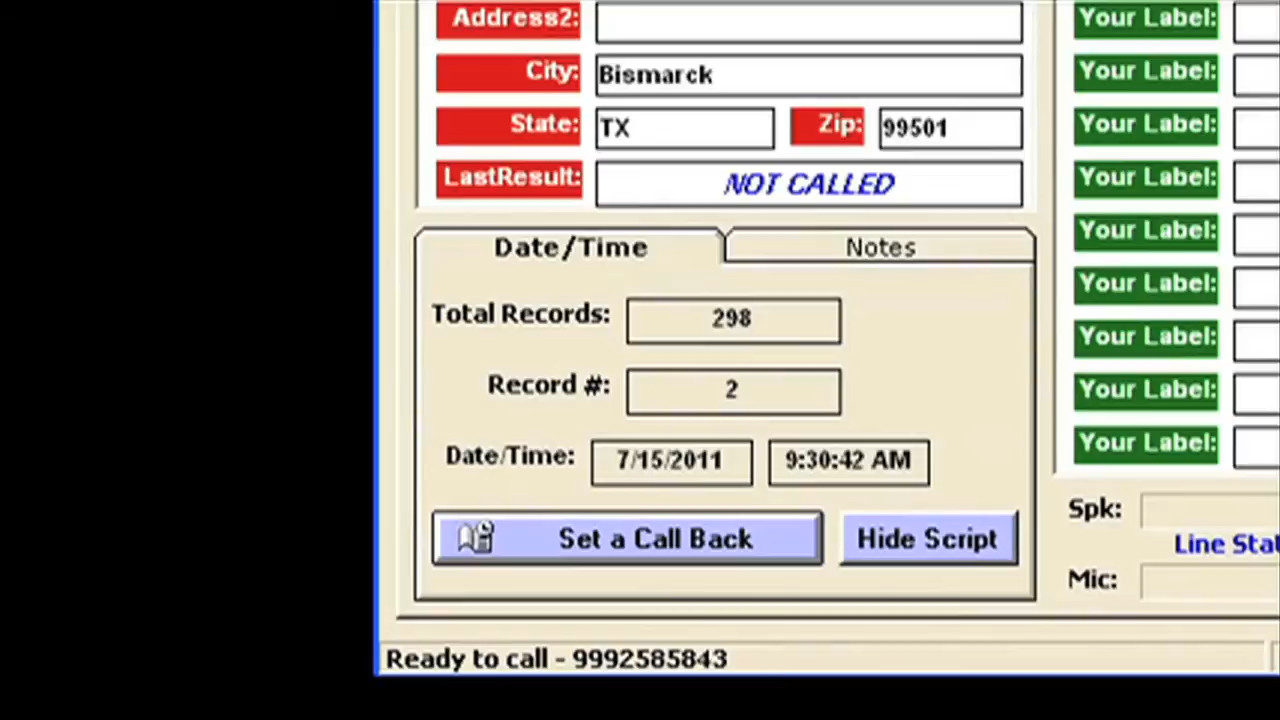 Address2:
City: Bismarck
State: TX Zip: 99501
LastResult: NOT CALLED
Date/Time Notes
Total Records: 298
Record #: 2
Date/Time: 7/15/2011 9:30:42 AM
Set a Call Back Hide Script
Ready to call - 9992585843
Your Label:
Your Label:
Your Label:
Your Label:
Your Label:
Your Label:
Your Label:
Your Label:
Your Label:
Spk:
Line Stat
Mic: